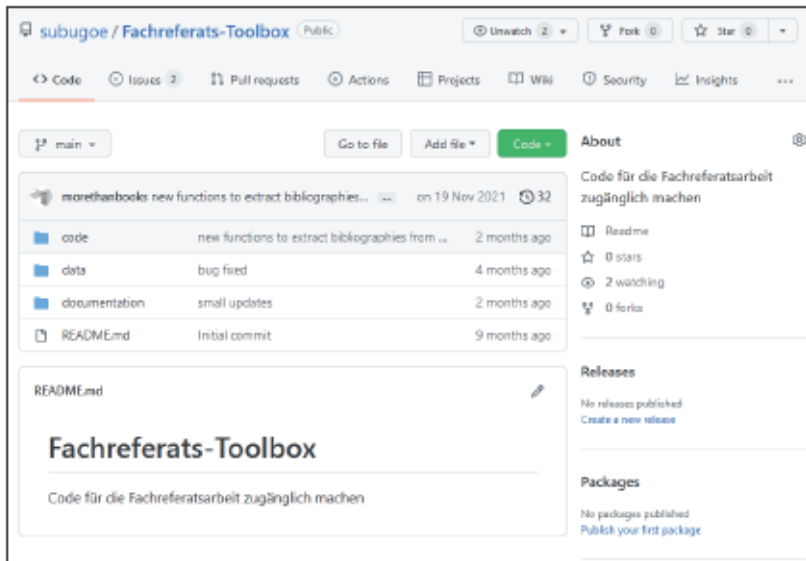 subugoe / Fachreferats-Toolbox Public
Unwatch 2 Fork 0 Star 0
<> Code Issues 2 Pull requests Actions Projects Wiki Security Insights ...
main Go to file Add file Code
morethanbooks new functions to extract bibliographies... ... on 19 Nov 2021 32
code new functions to extract bibliographies from ... 2 months ago
data bug fixed 4 months ago
documentation small updates 2 months ago
README.md Initial commit 9 months ago
README.md
Fachreferats-Toolbox
Code für die Fachreferatsarbeit zugänglich machen
About
Code für die Fachreferatsarbeit
zugänglich machen
Readme
0 stars
2 watching
0 forks
Releases
No releases published
Create a new release
Packages
No packages published
Publish your first package